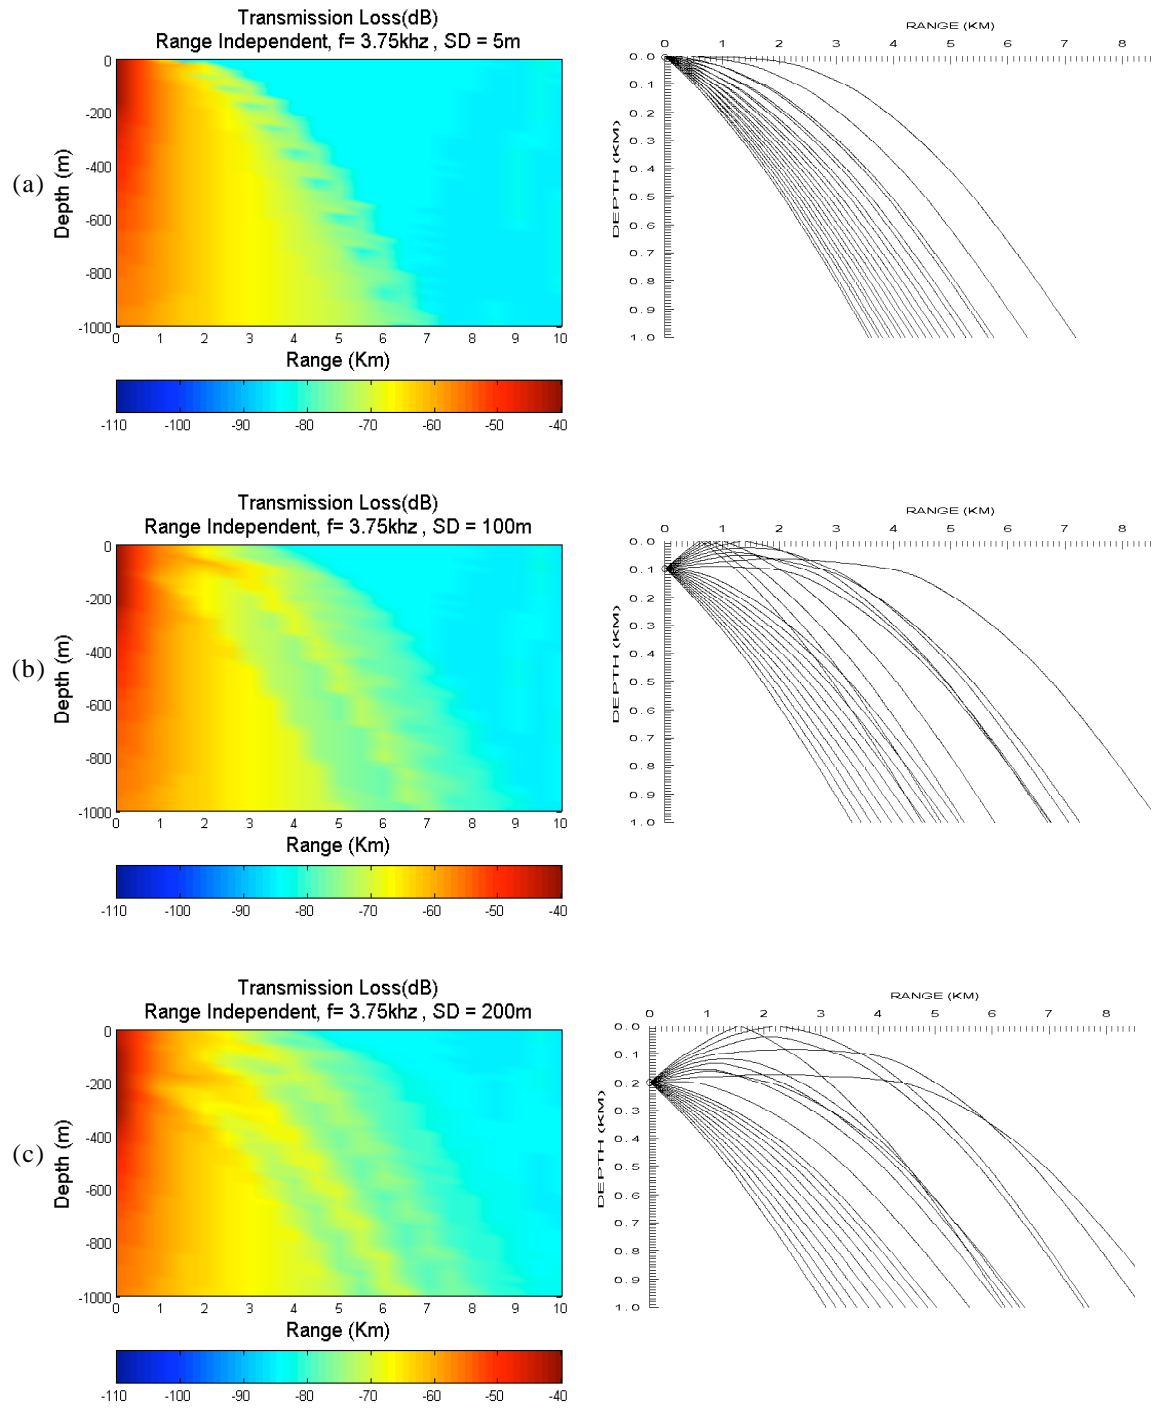 Transmission Loss(dB)
Range Independent, f= 3.75khz , SD = 5m
0
-200
-400
-600
-800
-1000
Depth (m)
0 1 2 3 4 5 6 7 8 9 10
Range (Km)
-110 -100 -90 -80 -70 -60 -50 -40
(a)
RANGE (KM)
0 1 2 3 4 5 6 7 8
0.0
0.1
0.2
0.3
0.4
0.5
0.6
0.7
0.8
0.9
1.0
DEPTH (KM)
Transmission Loss(dB)
Range Independent, f= 3.75khz , SD = 100m
0
-200
-400
-600
-800
-1000
Depth (m)
0 1 2 3 4 5 6 7 8 9 10
Range (Km)
-110 -100 -90 -80 -70 -60 -50 -40
(b)
RANGE (KM)
0 1 2 3 4 5 6 7 8
0.0
0.1
0.2
0.3
0.4
0.5
0.6
0.7
0.8
0.9
1.0
DEPTH (KM)
Transmission Loss(dB)
Range Independent, f= 3.75khz , SD = 200m
0
-200
-400
-600
-800
-1000
Depth (m)
0 1 2 3 4 5 6 7 8 9 10
Range (Km)
-110 -100 -90 -80 -70 -60 -50 -40
(c)
RANGE (KM)
0 1 2 3 4 5 6 7 8
0.0
0.1
0.2
0.3
0.4
0.5
0.6
0.7
0.8
0.9
1.0
DEPTH (KM)